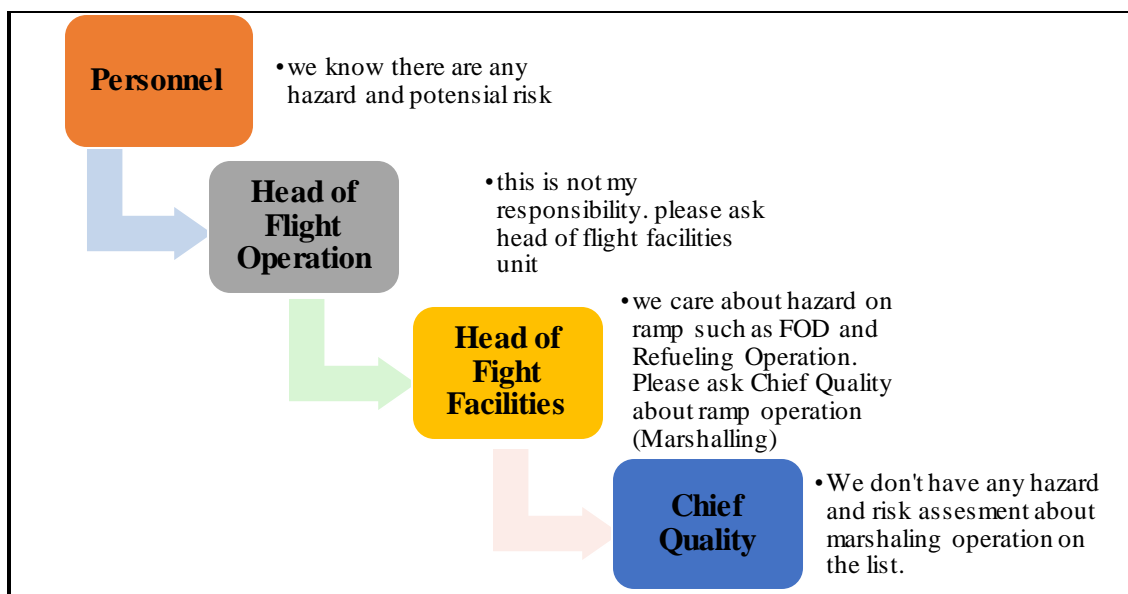 Personnel
•we know there are any
hazard and potensial risk
Head of
Flight
Operation
•this is not my
responsibility. please ask
head of flight facilities
unit
Head of
Fight
Facilities
•we care about hazard on
ramp such as FOD and
Refueling Operation.
Please ask Chief Quality
about ramp operation
(Marshalling)
Chief
Quality
•We don't have any hazard
and risk assesment about
marshaling operation on
the list.